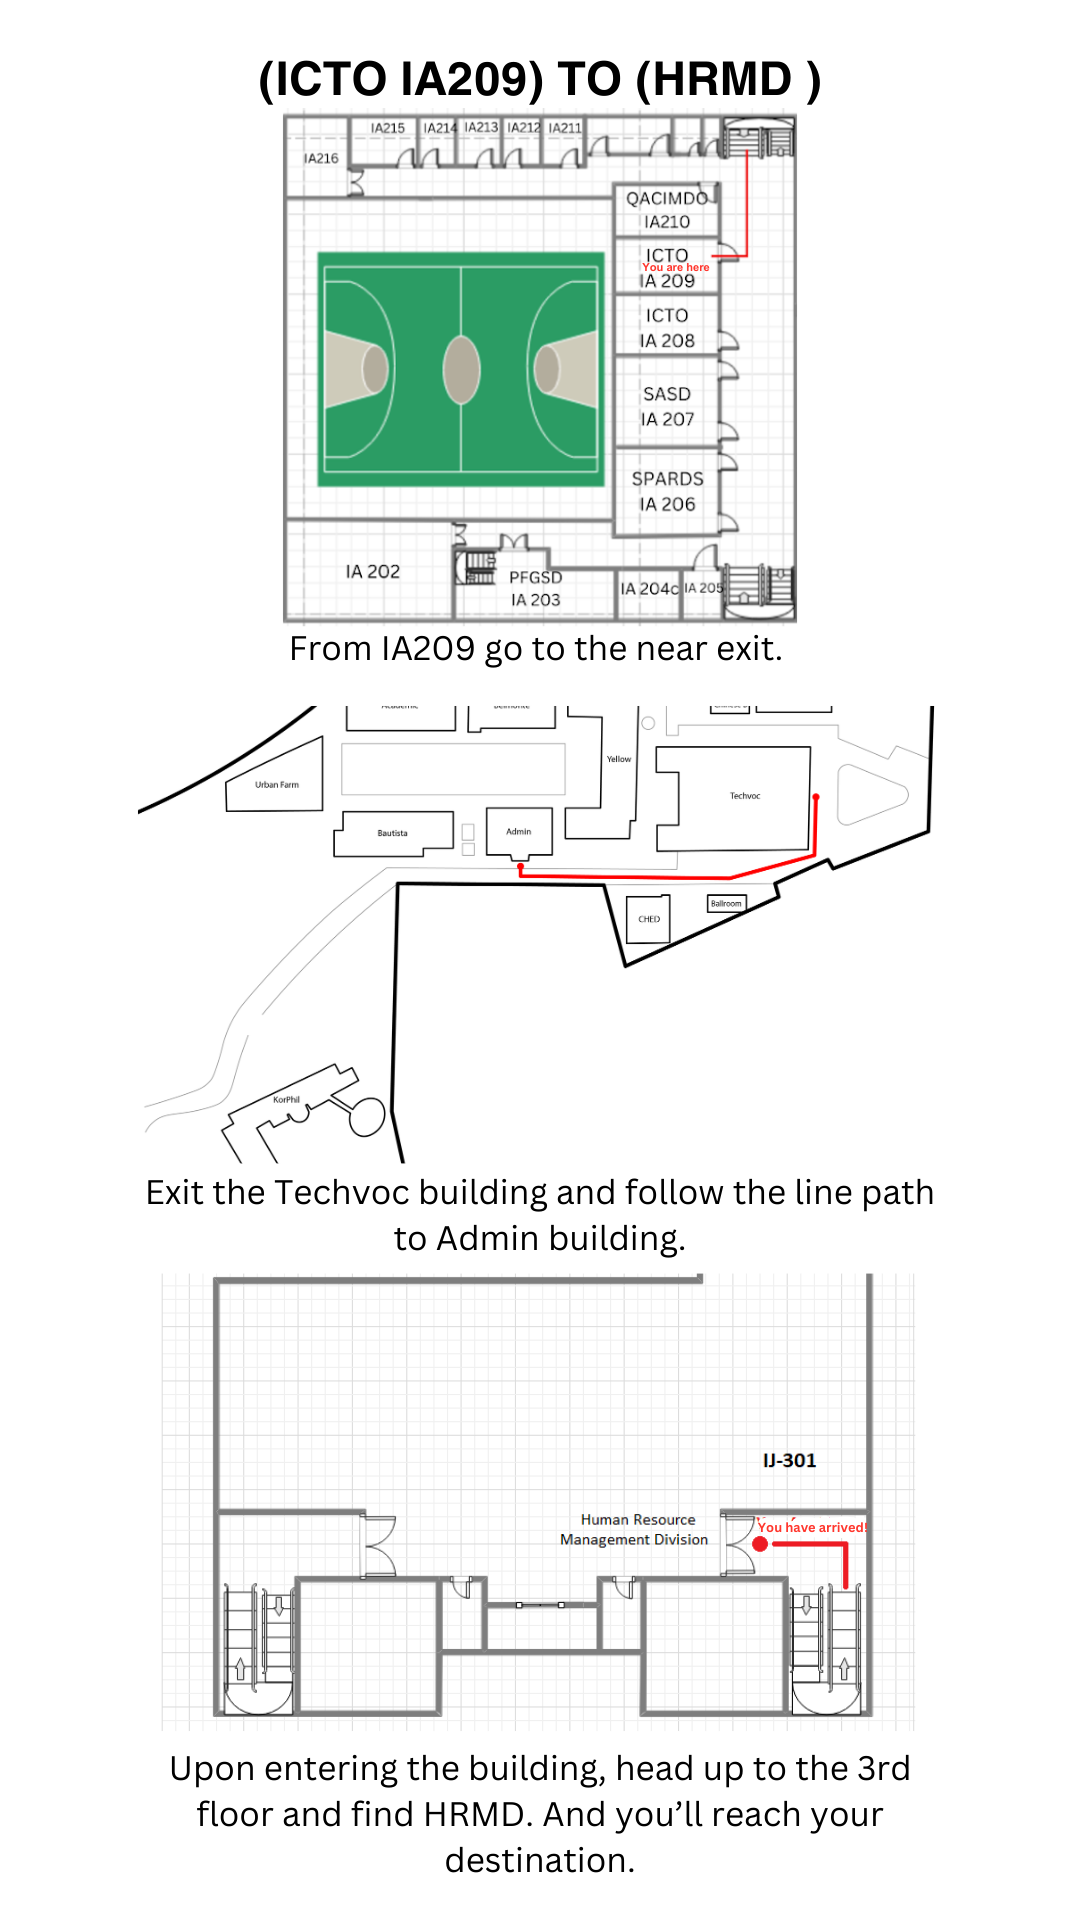 (ICTO IA209) TO (HRMD )
IA215
IA214
IA213
IA212
IA211
IA216
QACIMDO
IA210
ICTO
You are here
IA 209
ICTO
IA 208
SASD
IA 207
SPARDS
IA 206
IA 202
PFGSD
IA 203
IA 204c
IA 205
From IA209 go to the near exit.
Academic
Belmonte
Yellow
Urban Farm
Techvoc
Bautista
Admin
CHED
Ballroom
KorPhil
Exit the Techvoc building and follow the line path
to Admin building.
IJ-301
Human Resource
Management Division
You have arrived!
Upon entering the building, head up to the 3rd
floor and find HRMD. And you’ll reach your
destination.